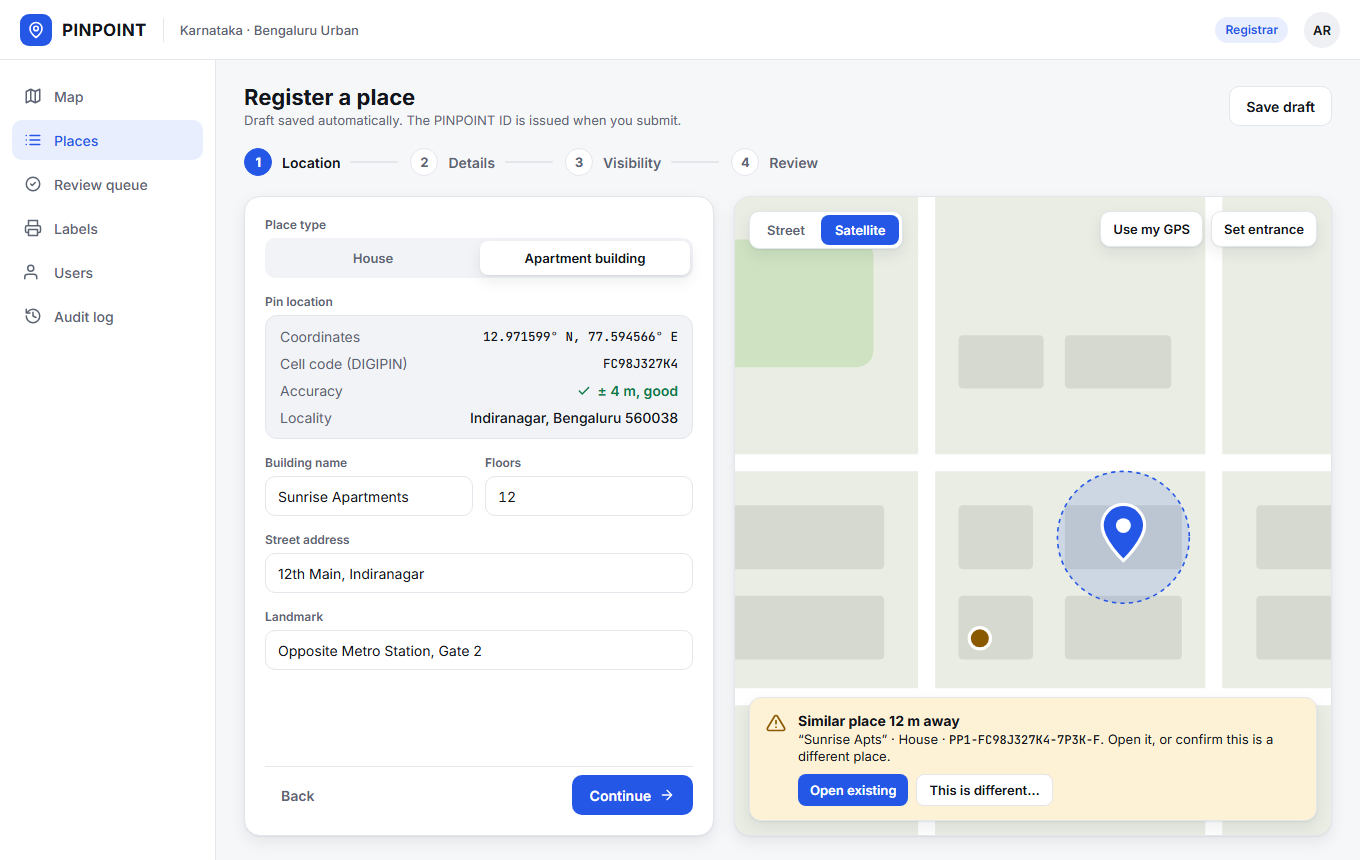 PINPOINT
Karnataka · Bengaluru Urban
Registrar
AR
Map
Places
Review queue
Labels
Users
Audit log
Register a place
Draft saved automatically. The PINPOINT ID is issued when you submit.
Save draft
1 Location
2 Details
3 Visibility
4 Review
Place type
House
Apartment building
Pin location
Coordinates 12.971599° N, 77.594566° E
Cell code (DIGIPIN) FC98J327K4
Accuracy ± 4 m, good
Locality Indiranagar, Bengaluru 560038
Building name
Floors
Sunrise Apartments
12
Street address
12th Main, Indiranagar
Landmark
Opposite Metro Station, Gate 2
Back
Continue
Street
Satellite
Use my GPS
Set entrance
Similar place 12 m away
“Sunrise Apts” · House · PP1-FC98J327K4-7P3K-F. Open it, or confirm this is a
different place.
Open existing
This is different…